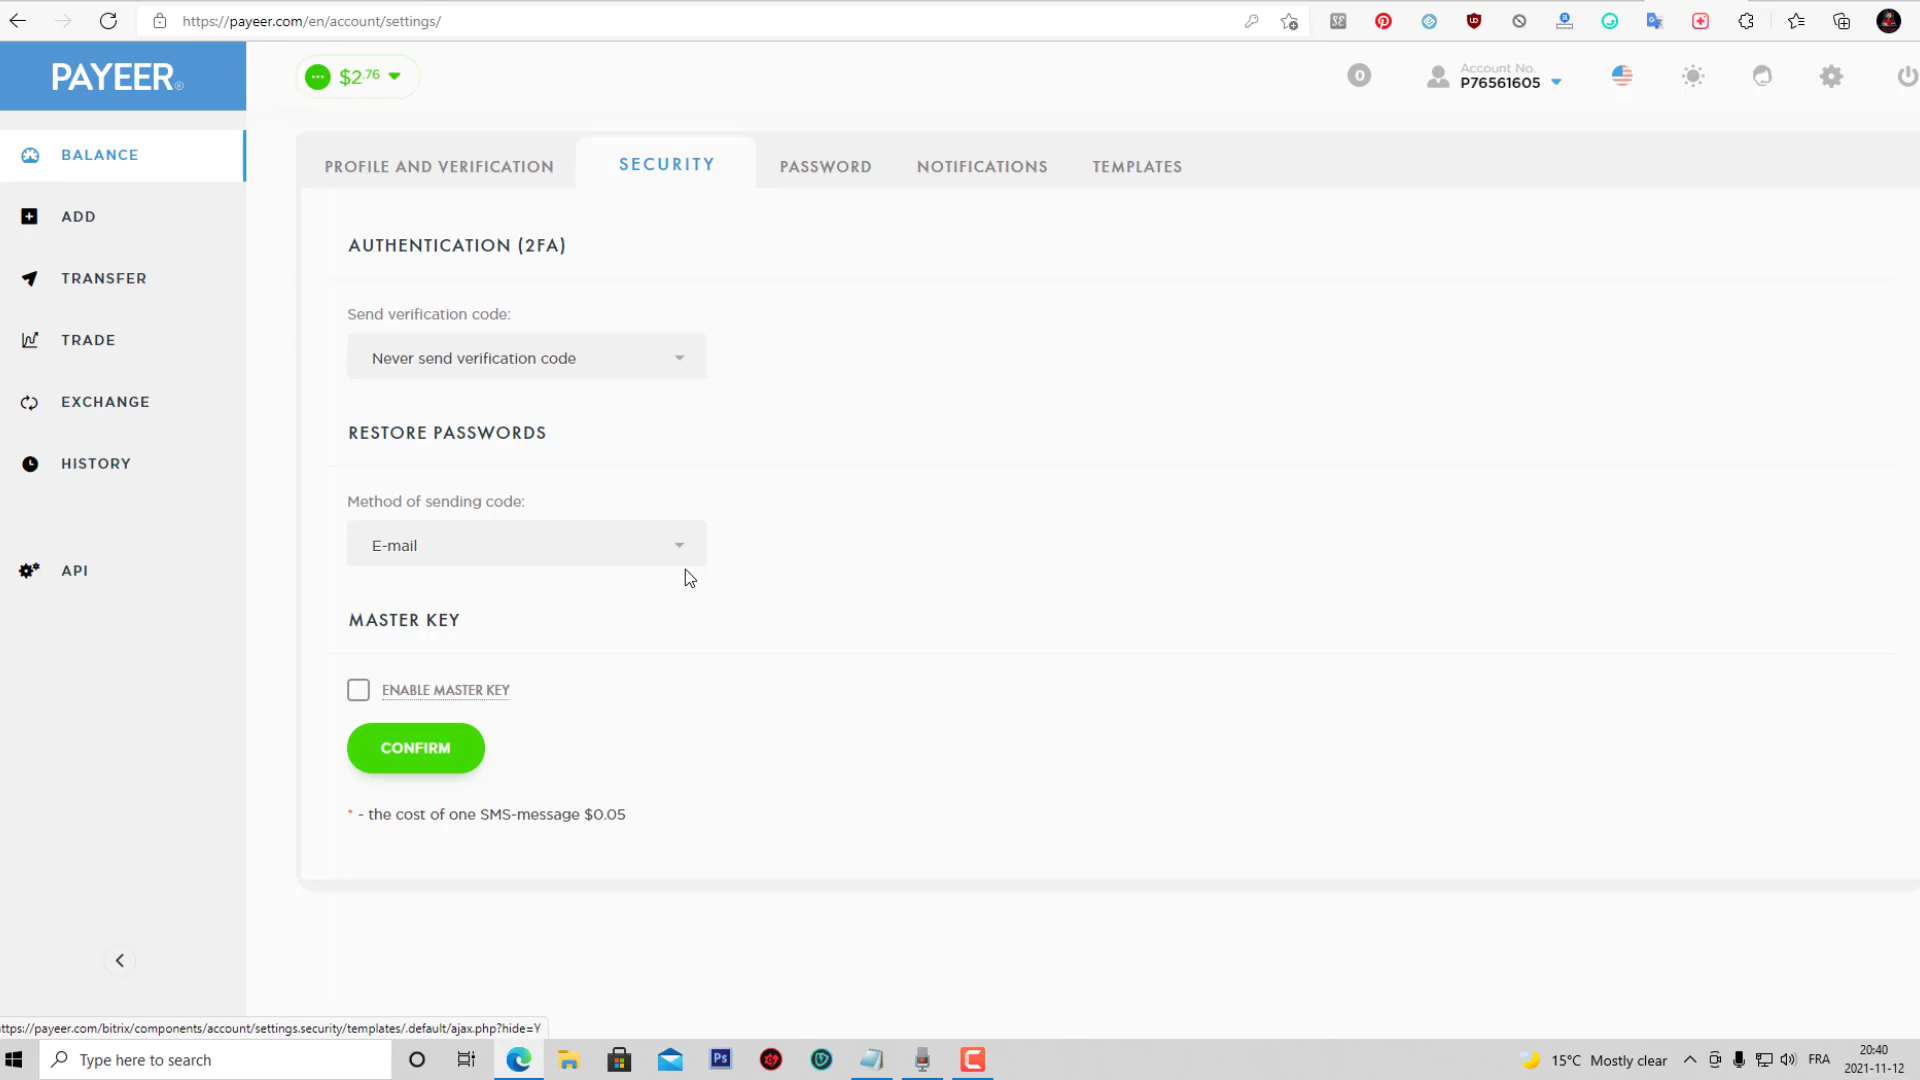 https://payeer.com/en/account/settings/
PAYEER®
$2.76
0
Account No.
P76561605
BALANCE
ADD
TRANSFER
TRADE
EXCHANGE
HISTORY
API
PROFILE AND VERIFICATION
SECURITY
PASSWORD
NOTIFICATIONS
TEMPLATES
AUTHENTICATION (2FA)
Send verification code:
Never send verification code
RESTORE PASSWORDS
Method of sending code:
E-mail
MASTER KEY
ENABLE MASTER KEY
CONFIRM
* - the cost of one SMS-message $0.05
ttps://payeer.com/bitrix/components/account/settings.security/templates/.default/ajax.php?hide=Y
Type here to search
Ps
15°C Mostly clear
FRA
20:40
2021-11-12